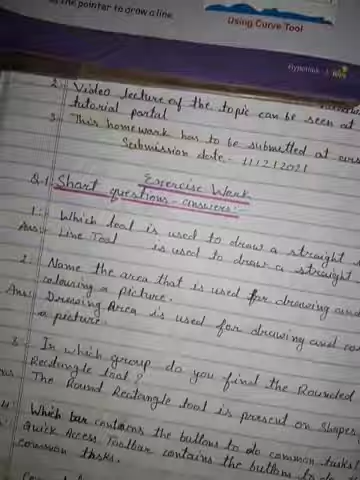 the pointer to draw a line.
Using Curve Tool
Hyperlink
2. Video lecture of the topic can be seen at
tutorial portal
3. This homework has to be submitted at
Submission date - 11/2/2021
Exercise Work
Q.1 Short questions - answers:-
1. Which tool is used to draw a straight
Ans: Line Tool is used to draw a straight
2. Name the area that is used for drawing and
colouring a picture.
Ans: Drawing Area is used for drawing and
a picture.
3. In which group do you find the Rounded
Rectangle tool?
The Round Rectangle tool is present on Shapes
4. Which bar contains the buttons to do common tasks?
Quick Access Toolbar contains the buttons to do
common tasks.